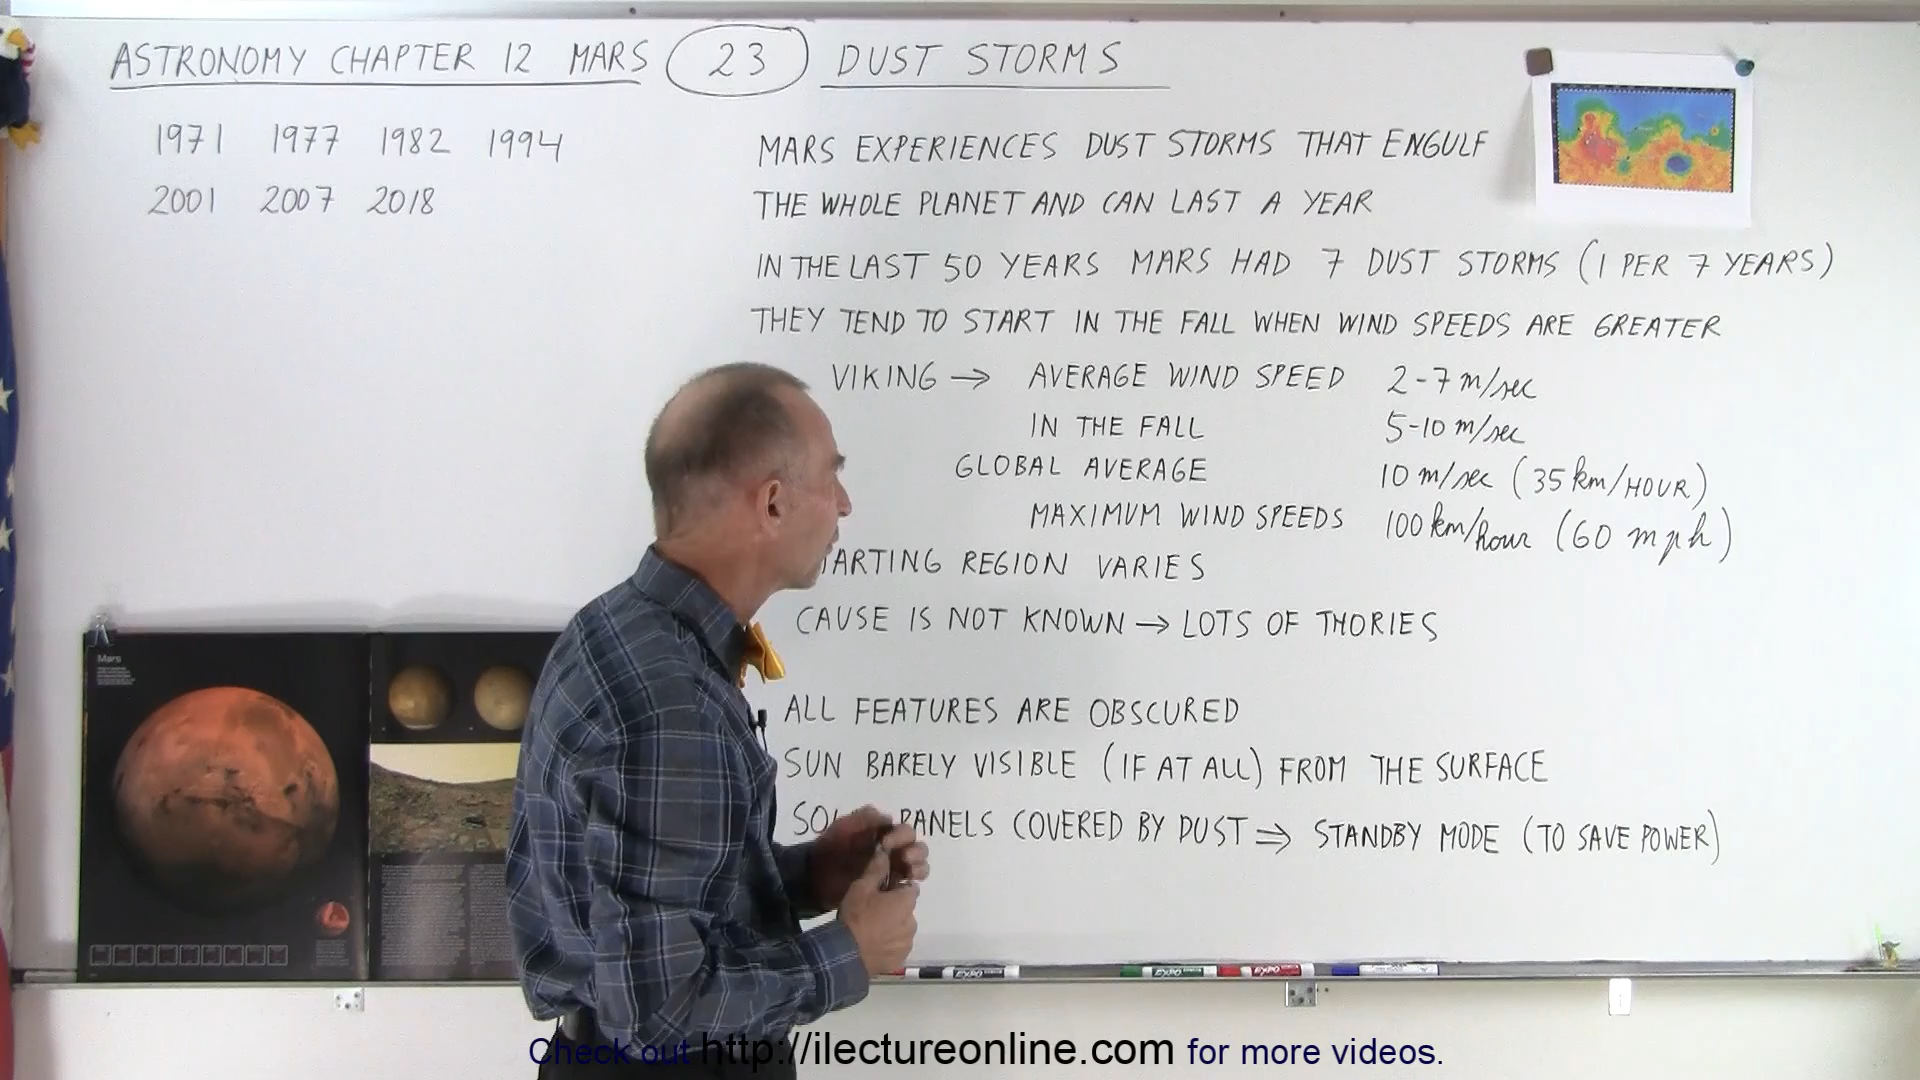 ASTRONOMY CHAPTER 12 MARS 23 DUST STORMS
1971 1977 1982 1994
2001 2007 2018
MARS EXPERIENCES DUST STORMS THAT ENGULF
THE WHOLE PLANET AND CAN LAST A YEAR
IN THE LAST 50 YEARS MARS HAD 7 DUST STORMS (1 PER 7 YEARS)
THEY TEND TO START IN THE FALL WHEN WIND SPEEDS ARE GREATER
VIKING → AVERAGE WIND SPEED 2-7 m/sec
IN THE FALL 5-10 m/sec
GLOBAL AVERAGE 10 m/sec (35 km/HOUR)
MAXIMUM WIND SPEEDS 100 km/hour (60 mph)
ARTING REGION VARIES
CAUSE IS NOT KNOWN → LOTS OF THORIES
ALL FEATURES ARE OBSCURED
SUN BARELY VISIBLE (IF AT ALL) FROM THE SURFACE
PANELS COVERED BY DUST ⇒ STANDBY MODE (TO SAVE POWER)
Mars
EXPO EXPO EXPO
Check out http://ilectureonline.com for more videos.